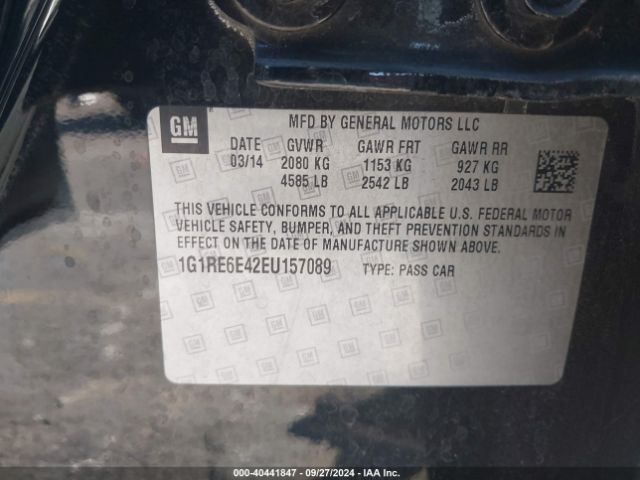 GM
MFD BY GENERAL MOTORS LLC
DATE GVWR GAWR FRT GAWR RR
03/14 2080 KG 1153 KG 927 KG
4585 LB 2542 LB 2043 LB
THIS VEHICLE CONFORMS TO ALL APPLICABLE U.S. FEDERAL MOTOR
VEHICLE SAFETY, BUMPER, AND THEFT PREVENTION STANDARDS IN
EFFECT ON THE DATE OF MANUFACTURE SHOWN ABOVE.
1G1RE6E42EU157089 TYPE: PASS CAR
#VEHICLE: 40441847 - 09/27/2024 - IAA Inc.